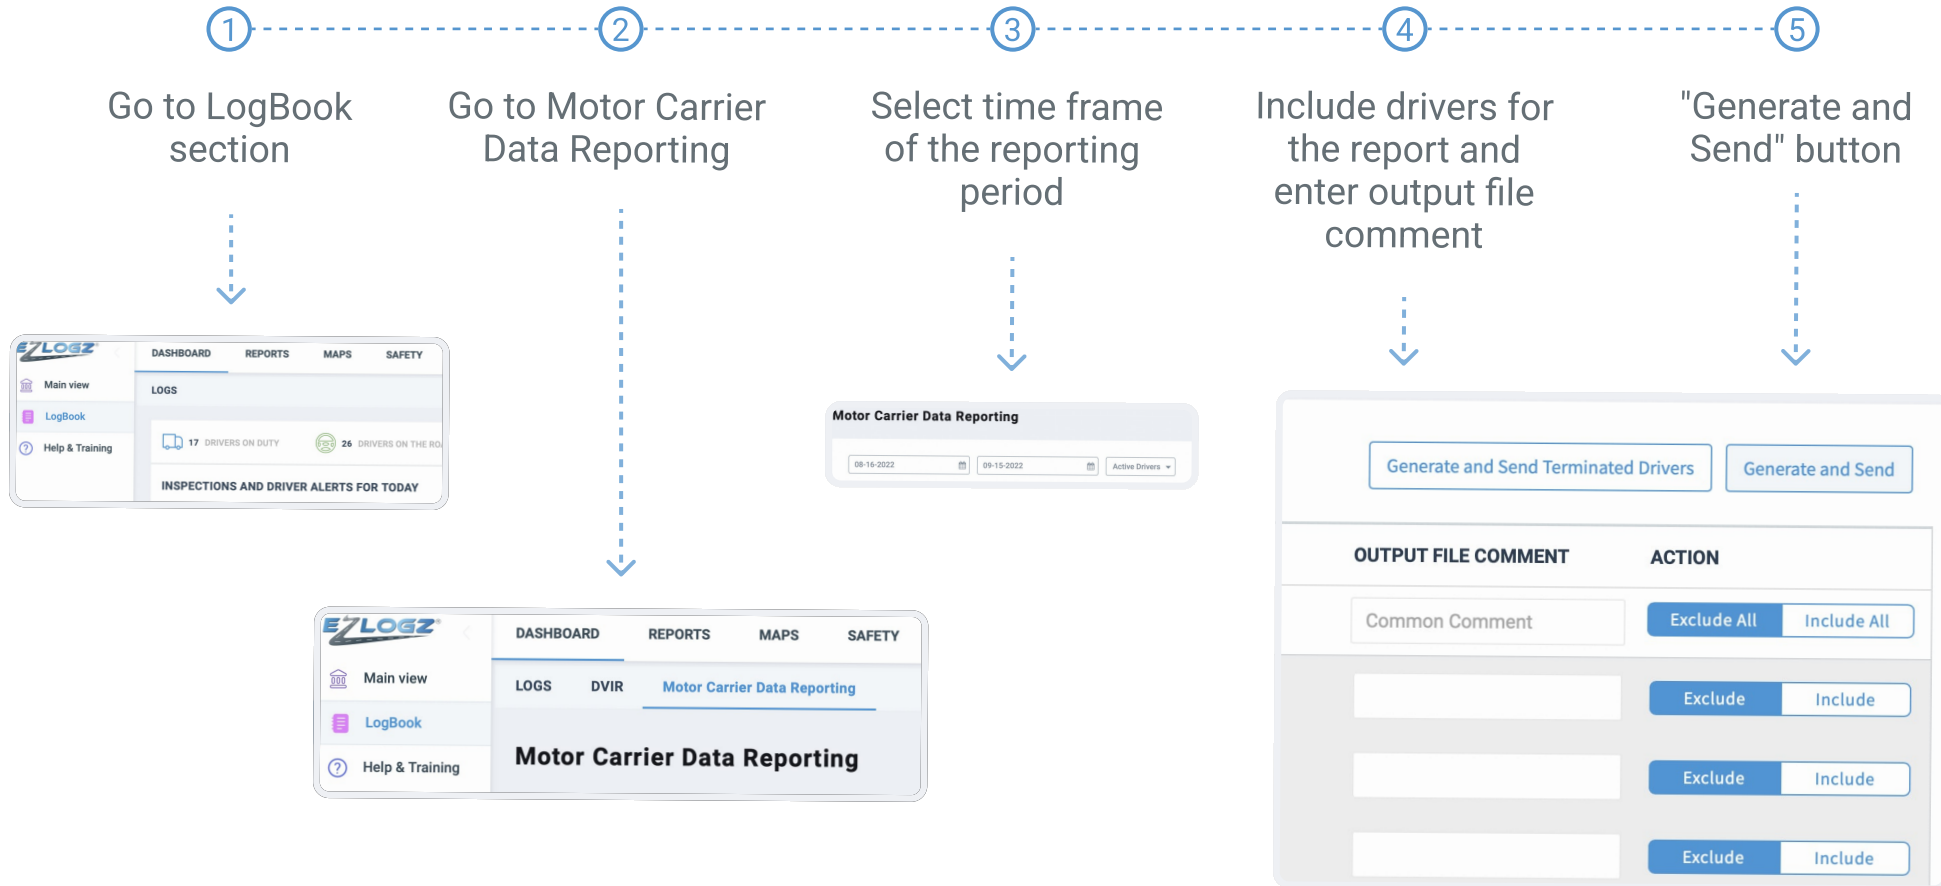 1
2
3
4
5
Go to LogBook
section
Go to Motor Carrier
Data Reporting
Select time frame
of the reporting
period
Include drivers for
the report and
enter output file
comment
"Generate and
Send" button
EZLOGZ
DASHBOARD REPORTS MAPS SAFETY
Main view
LOGS
LogBook
17 DRIVERS ON DUTY 26 DRIVERS ON THE
Help & Training
INSPECTIONS AND DRIVER ALERTS FOR TODAY
EZLOGZ
DASHBOARD REPORTS MAPS SAFETY
Main view
LOGS DVIR Motor Carrier Data Reporting
LogBook
Motor Carrier Data Reporting
Help & Training
Motor Carrier Data Reporting
08-16-2022 09-15-2022 Active Drivers
Generate and Send Terminated Drivers Generate and Send
OUTPUT FILE COMMENT ACTION
Common Comment Exclude All Include All
Exclude Include
Exclude Include
Exclude Include